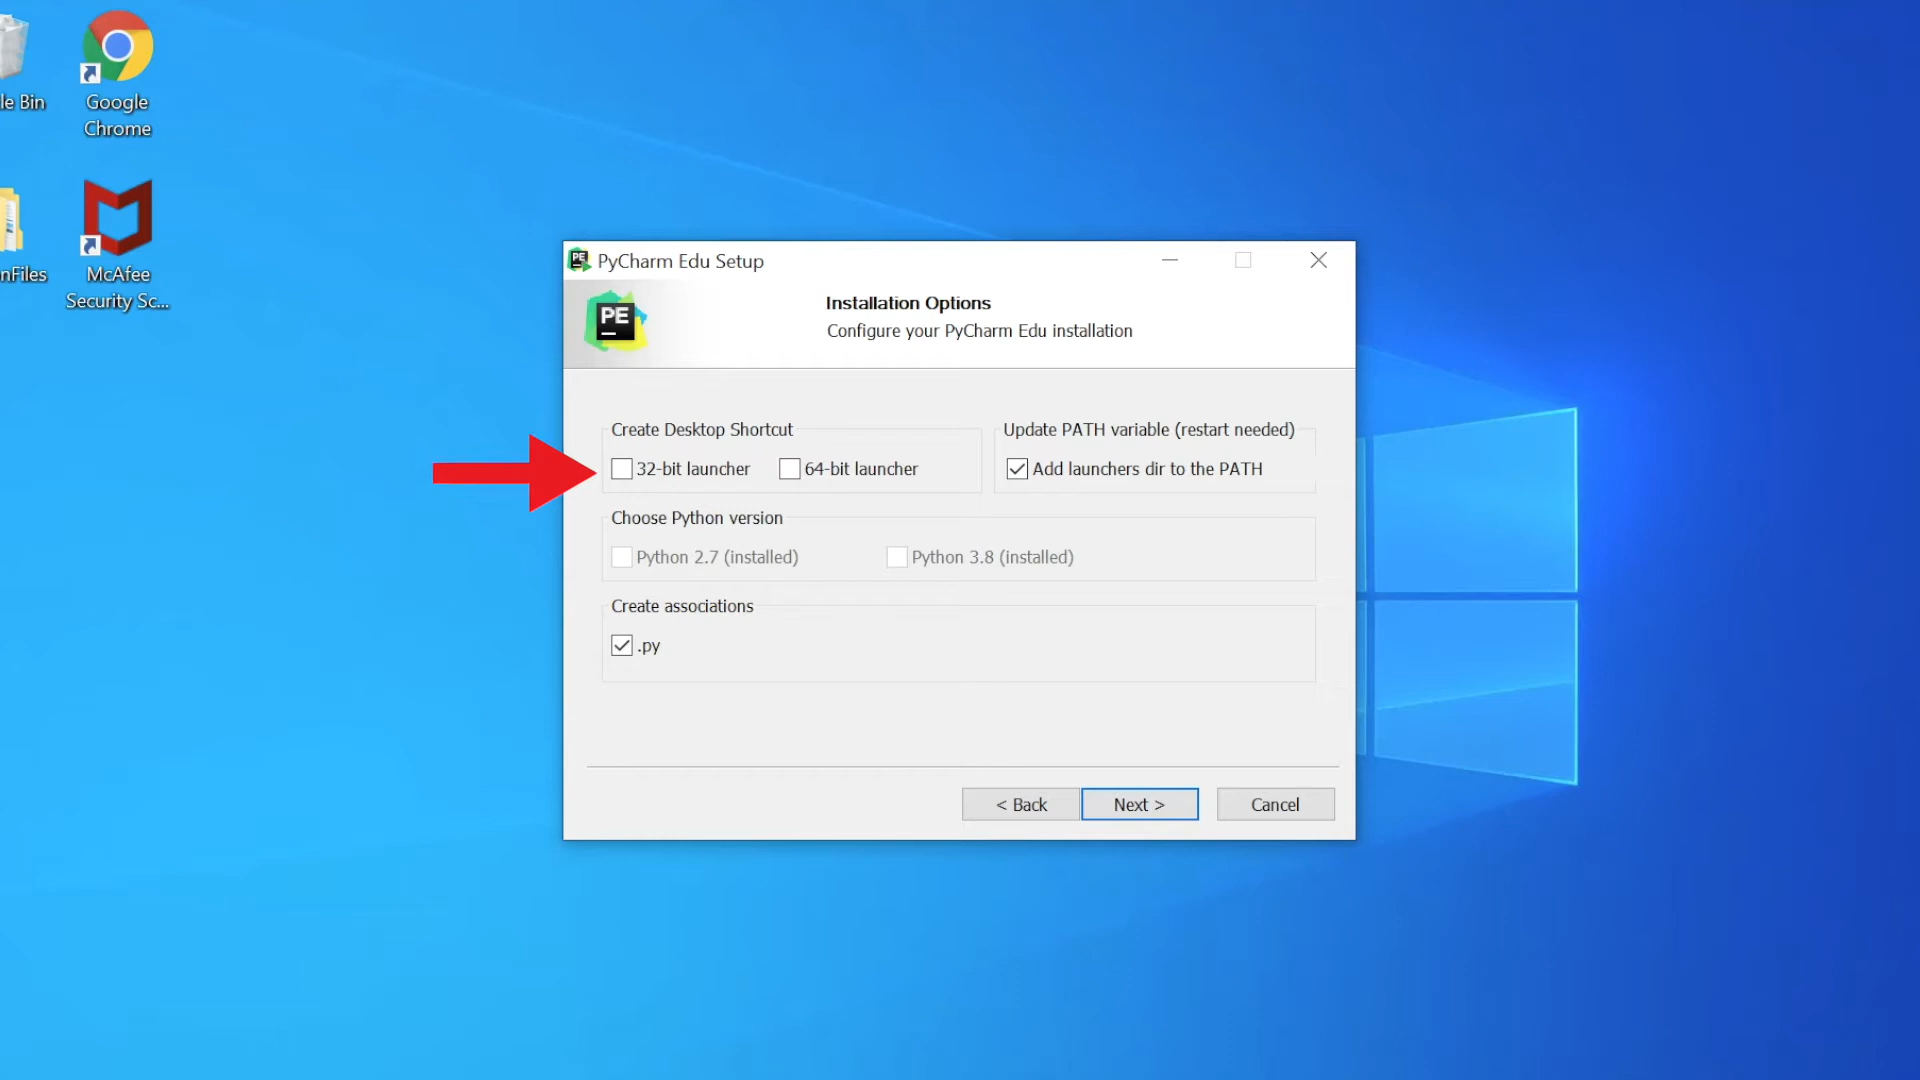 le Bin
Google
Chrome
nFiles
McAfee
Security Sc...
PE
PyCharm Edu Setup
PE
Installation Options
Configure your PyCharm Edu installation
Create Desktop Shortcut
32-bit launcher
64-bit launcher
Update PATH variable (restart needed)
Add launchers dir to the PATH
Choose Python version
Python 2.7 (installed)
Python 3.8 (installed)
Create associations
.py
< Back
Next >
Cancel